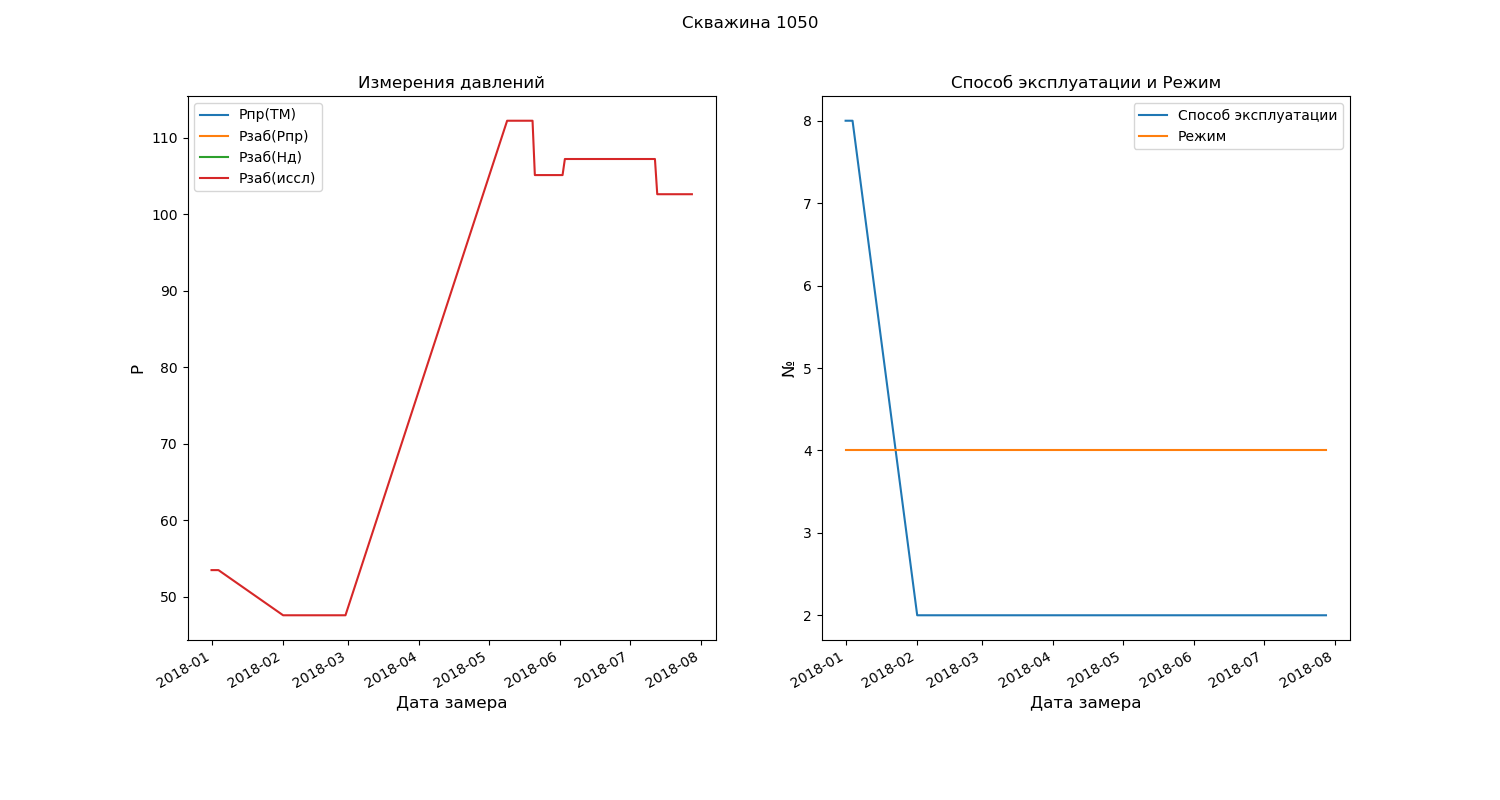 Скважина 1050
Измерения давлений
Рпр(ТМ)
Рзаб(Рпр)
Рзаб(Нд)
Рзаб(иссл)
110
100
90
80
70
60
50
Р
2018-01
2018-02
2018-03
2018-04
2018-05
2018-06
2018-07
2018-08
Дата замера
Способ эксплуатации и Режим
Способ эксплуатации
Режим
8
7
6
5
4
3
2
№
2018-01
2018-02
2018-03
2018-04
2018-05
2018-06
2018-07
2018-08
Дата замера